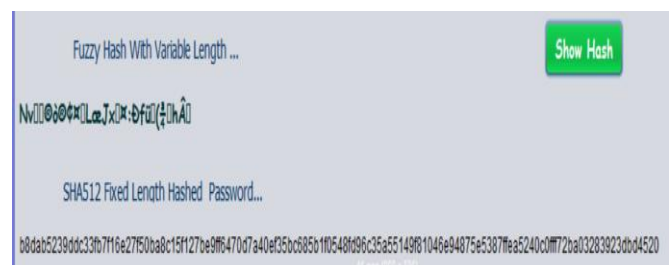 Fuzzy Hash With Variable Length ...
Show Hash
SHA512 Fixed Length Hashed Password...
b8dab5239ddc33fb7f16e27f50ba8c15f127be9ff6470d7a40ef35bc685b1f0548fd96c35a55149f81046e94875e5387ffea5240c0fff72ba03283923dbd4520